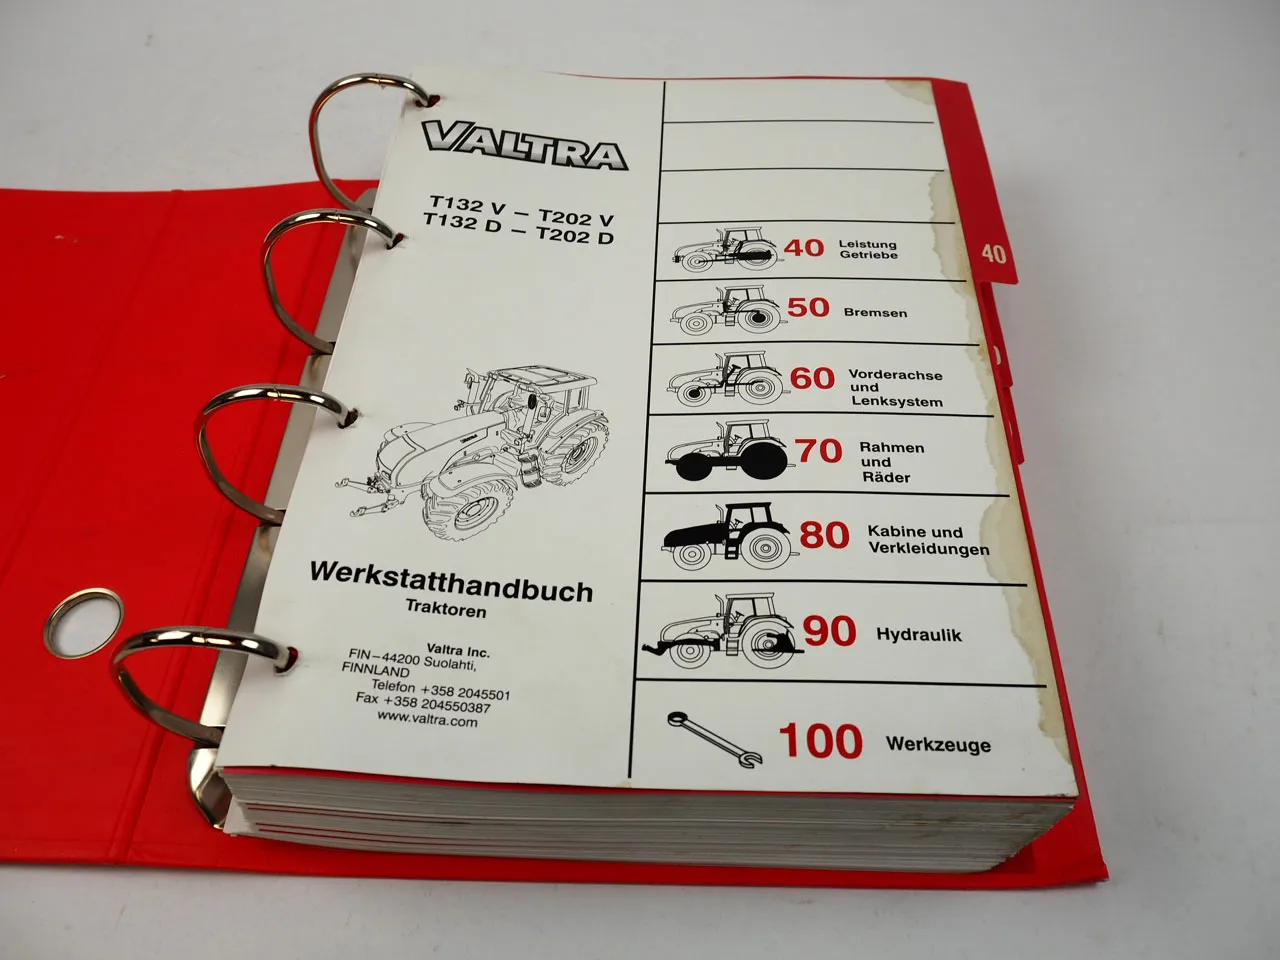 VALTRA
T132 V – T202 V
T132 D – T202 D
Werkstatthandbuch
Traktoren
Valtra Inc.
FIN–44200 Suolahti,
FINNLAND
Telefon +358 2045501
Fax +358 204550387
www.valtra.com
40 Leistung
Getriebe
50 Bremsen
60 Vorderachse
und
Lenksystem
70 Rahmen
und
Räder
80 Kabine und
Verkleidungen
90 Hydraulik
100 Werkzeuge
40